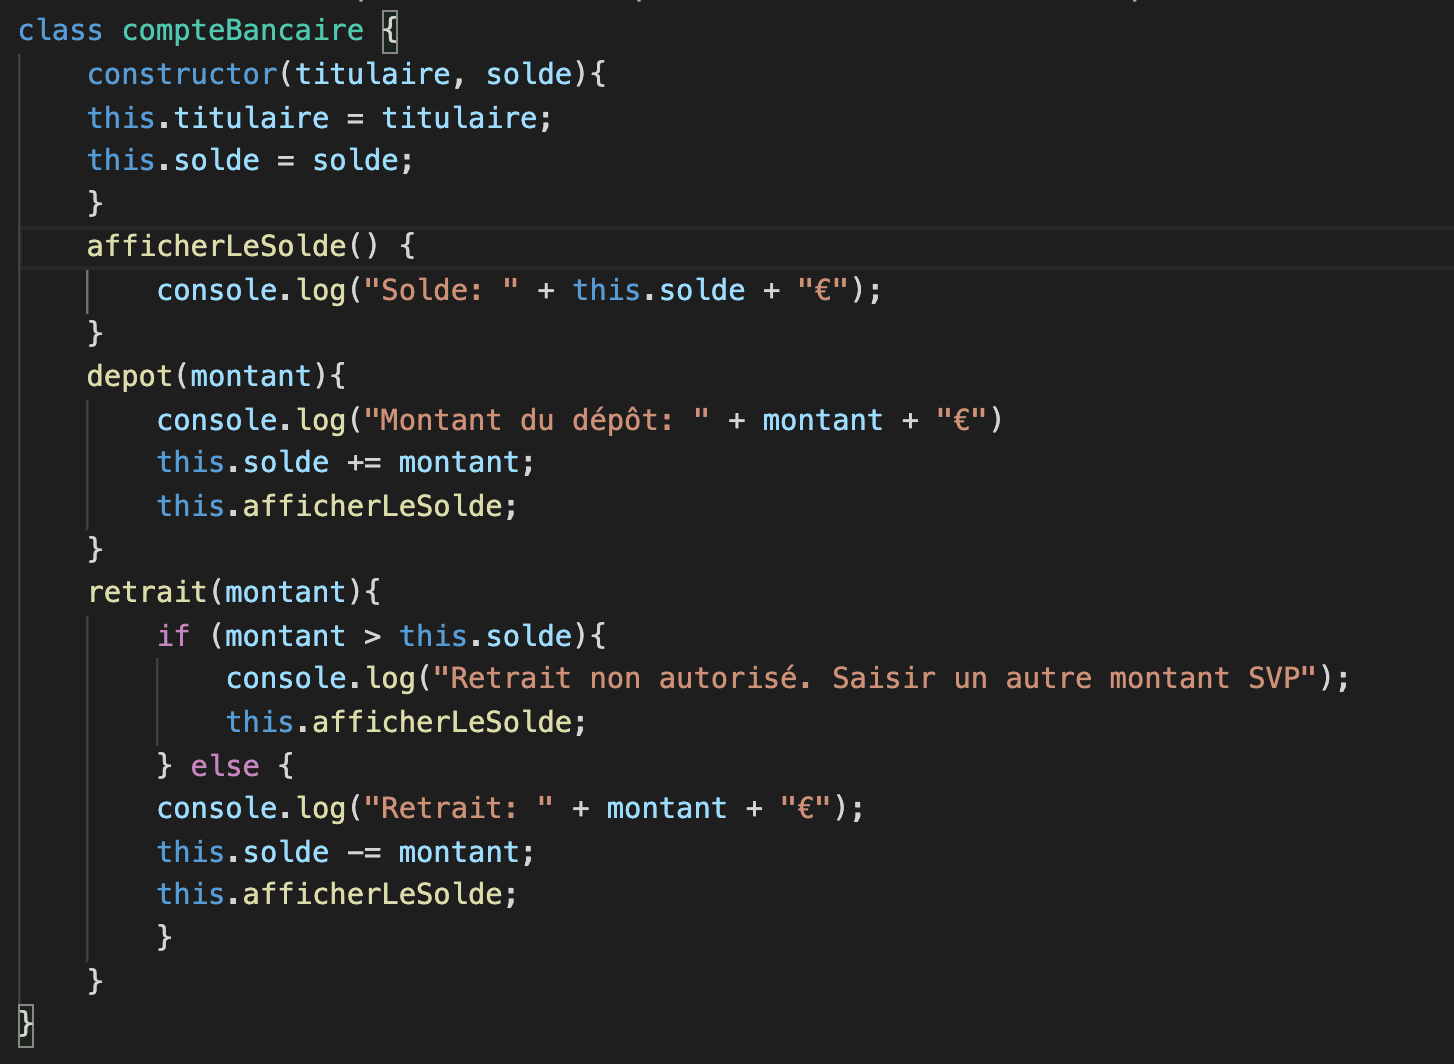 class compteBancaire {
    constructor(titulaire, solde){
    this.titulaire = titulaire;
    this.solde = solde;
    }
    afficherLeSolde() {
        console.log("Solde: " + this.solde + "€");
    }
    depot(montant){
        console.log("Montant du dépôt: " + montant + "€")
        this.solde += montant;
        this.afficherLeSolde;
    }
    retrait(montant){
        if (montant > this.solde){
            console.log("Retrait non autorisé. Saisir un autre montant SVP");
            this.afficherLeSolde;
        } else {
        console.log("Retrait: " + montant + "€");
        this.solde -= montant;
        this.afficherLeSolde;
        }
    }
}